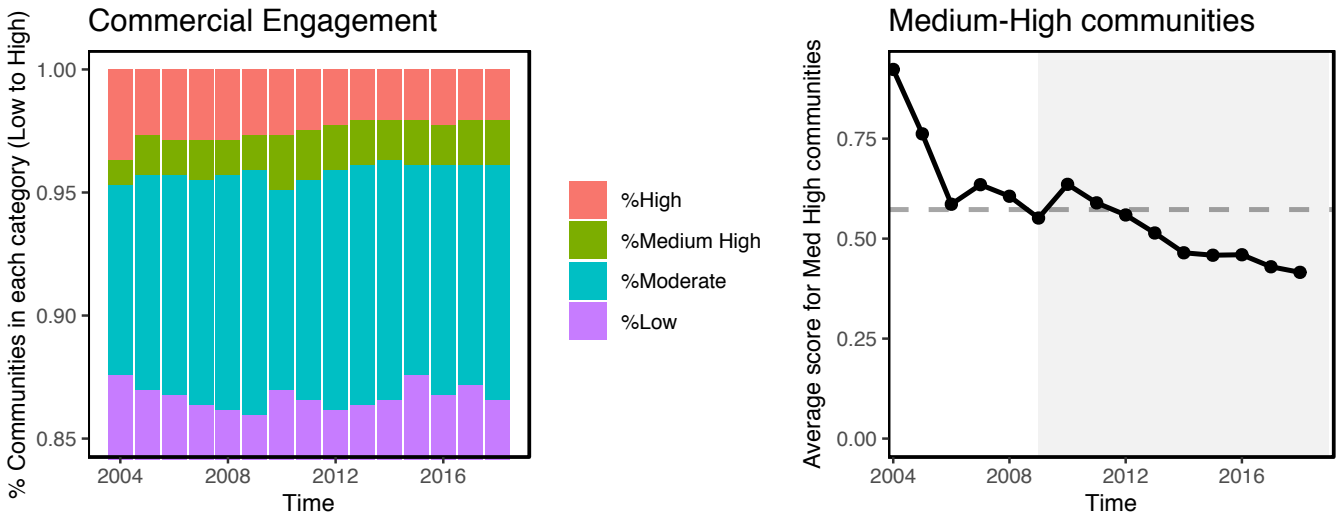 Commercial Engagement
% Communities in each category (Low to High)
1.00
0.95
0.90
0.85
2004
2008
2012
2016
Time
%High
%Medium High
%Moderate
%Low
Medium-High communities
Average score for Med High communities
0.75
0.50
0.25
0.00
2004
2008
2012
2016
Time